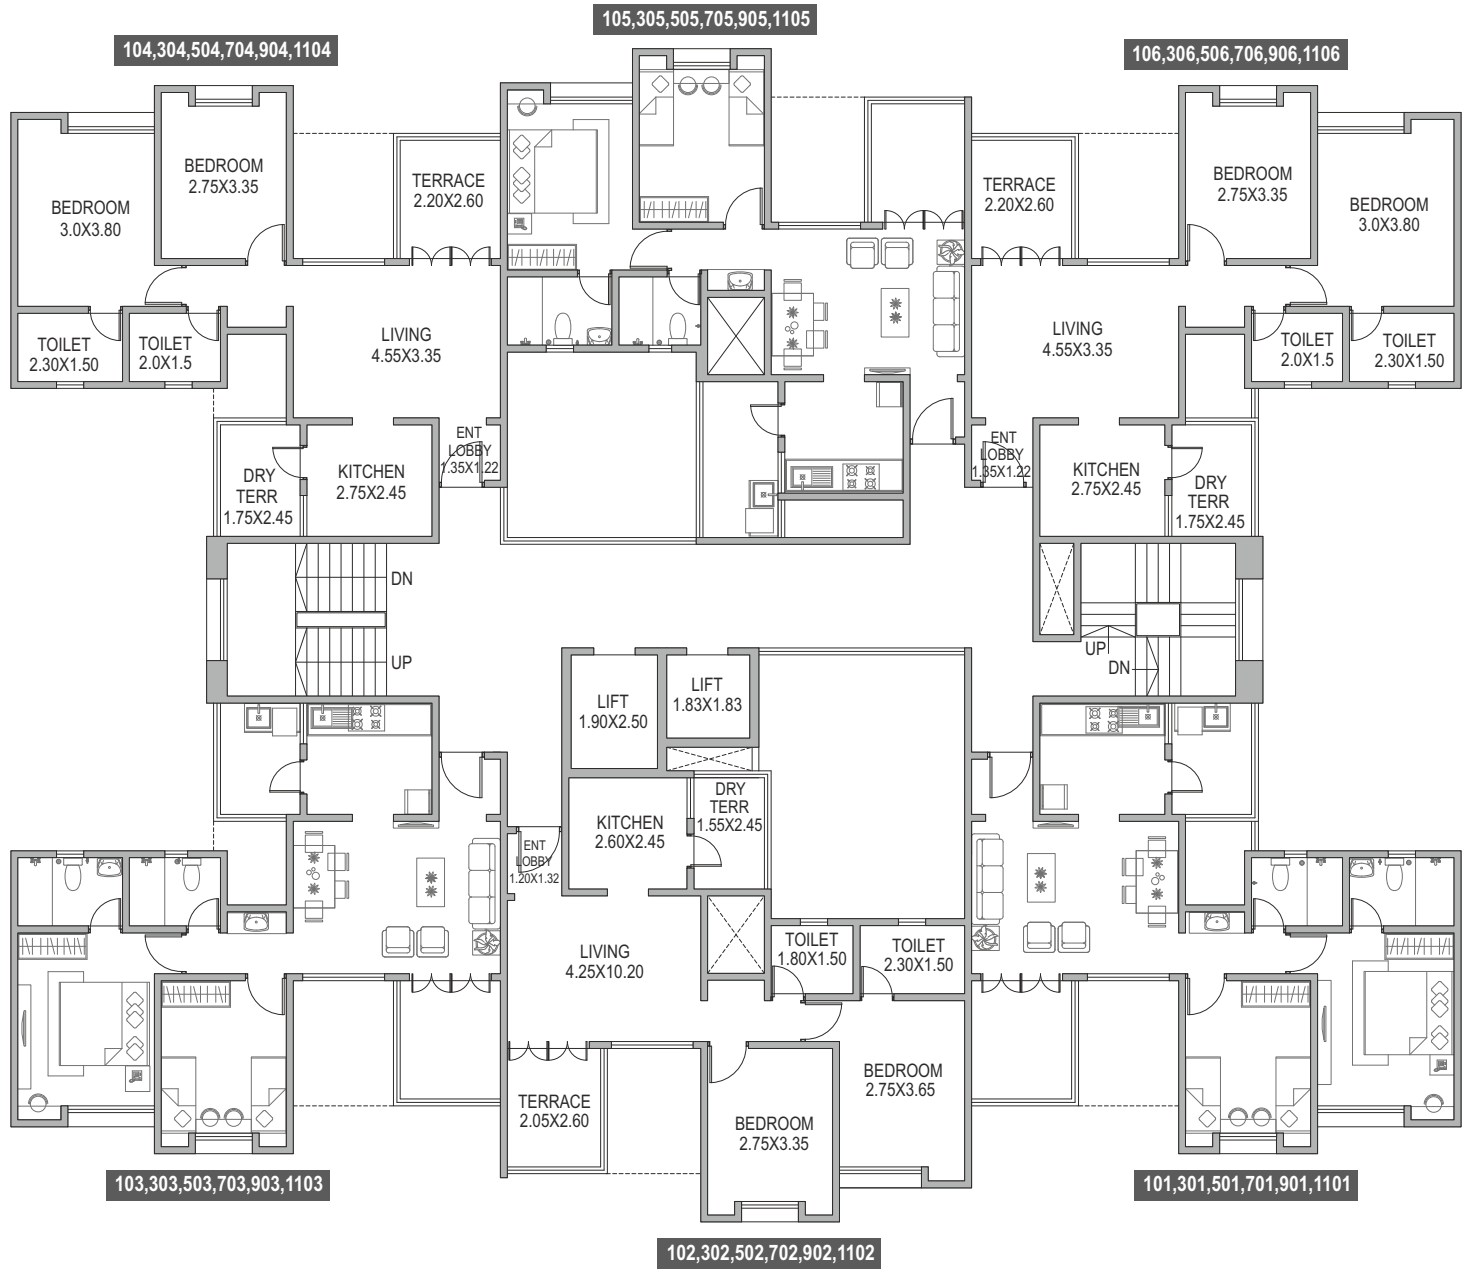 105,305,505,705,905,1105
104,304,504,704,904,1104
106,306,506,706,906,1106
BEDROOM
2.75X3.35
BEDROOM
3.0X3.80
TERRACE
2.20X2.60
TOILET
2.30X1.50
TOILET
2.0X1.5
LIVING
4.55X3.35
ENT
LOBBY
1.35X1.22
KITCHEN
2.75X2.45
DRY
TERR
1.75X2.45
TERRACE
2.20X2.60
BEDROOM
2.75X3.35
BEDROOM
3.0X3.80
LIVING
4.55X3.35
TOILET
2.0X1.5
TOILET
2.30X1.50
ENT
LOBBY
1.35X1.22
KITCHEN
2.75X2.45
DRY
TERR
1.75X2.45
DN
UP
UP
DN
LIFT
1.90X2.50
LIFT
1.83X1.83
DRY
TERR
1.55X2.45
KITCHEN
2.60X2.45
ENT
LOBBY
1.20X1.32
LIVING
4.25X10.20
TOILET
1.80X1.50
TOILET
2.30X1.50
TERRACE
2.05X2.60
BEDROOM
2.75X3.35
BEDROOM
2.75X3.65
103,303,503,703,903,1103
101,301,501,701,901,1101
102,302,502,702,902,1102